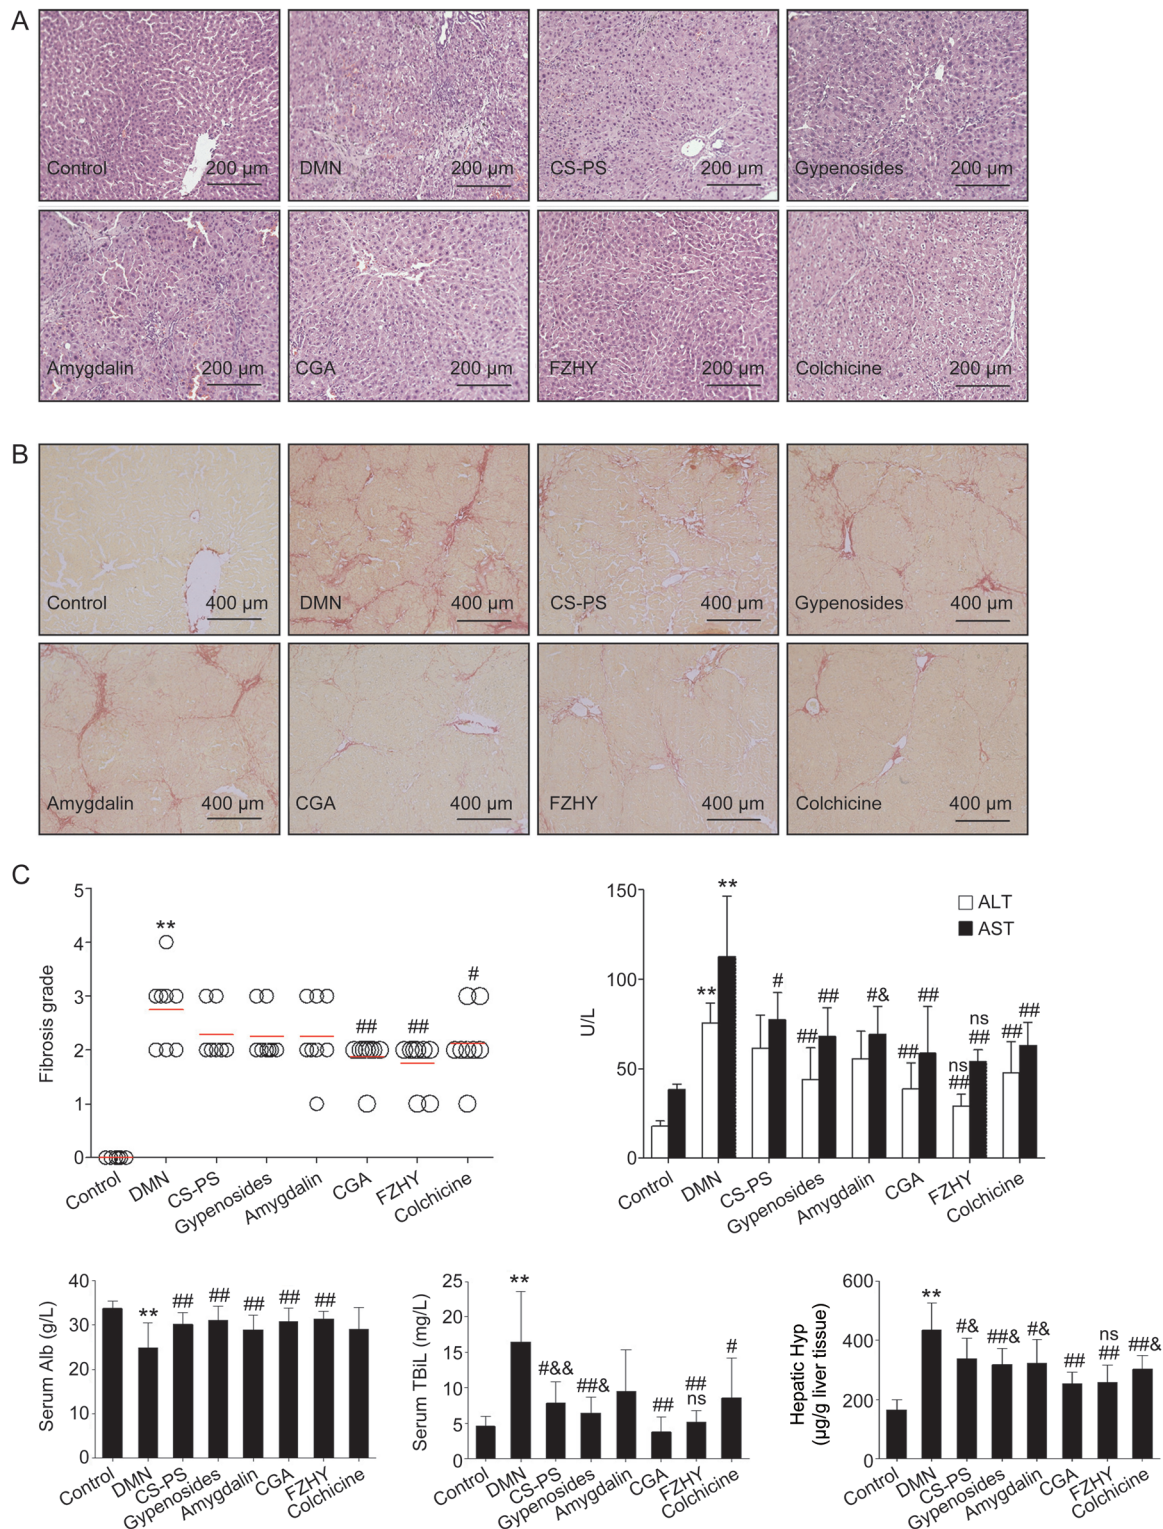 A
Control 200 µm
DMN 200 µm
CS-PS 200 µm
Gypenosides 200 µm
Amygdalin 200 µm
CGA 200 µm
FZHY 200 µm
Colchicine 200 µm
B
Control 400 µm
DMN 400 µm
CS-PS 400 µm
Gypenosides 400 µm
Amygdalin 400 µm
CGA 400 µm
FZHY 400 µm
Colchicine 400 µm
C
Fibrosis grade
5
4
3
2
1
0
**
##
##
#
Control
DMN
CS-PS
Gypenosides
Amygdalin
CGA
FZHY
Colchicine
U/L
150
100
50
0
ALT
AST
**
**
#
##
##
#&
##
##
ns
##
ns
##
##
##
Control
DMN
CS-PS
Gypenosides
Amygdalin
CGA
FZHY
Colchicine
Serum Alb (g/L)
40
30
20
10
0
**
##
##
##
##
##
Control
DMN
CS-PS
Gypenosides
Amygdalin
CGA
FZHY
Colchicine
Serum TBiL (mg/L)
25
20
15
10
5
0
**
#&&
##&
##
##
ns
#
Control
DMN
CS-PS
Gypenosides
Amygdalin
CGA
FZHY
Colchicine
Hepatic Hyp
(µg/g liver tissue)
600
400
200
0
**
#&
##&
#&
##
ns
##
##&
Control
DMN
CS-PS
Gypenosides
Amygdalin
CGA
FZHY
Colchicine